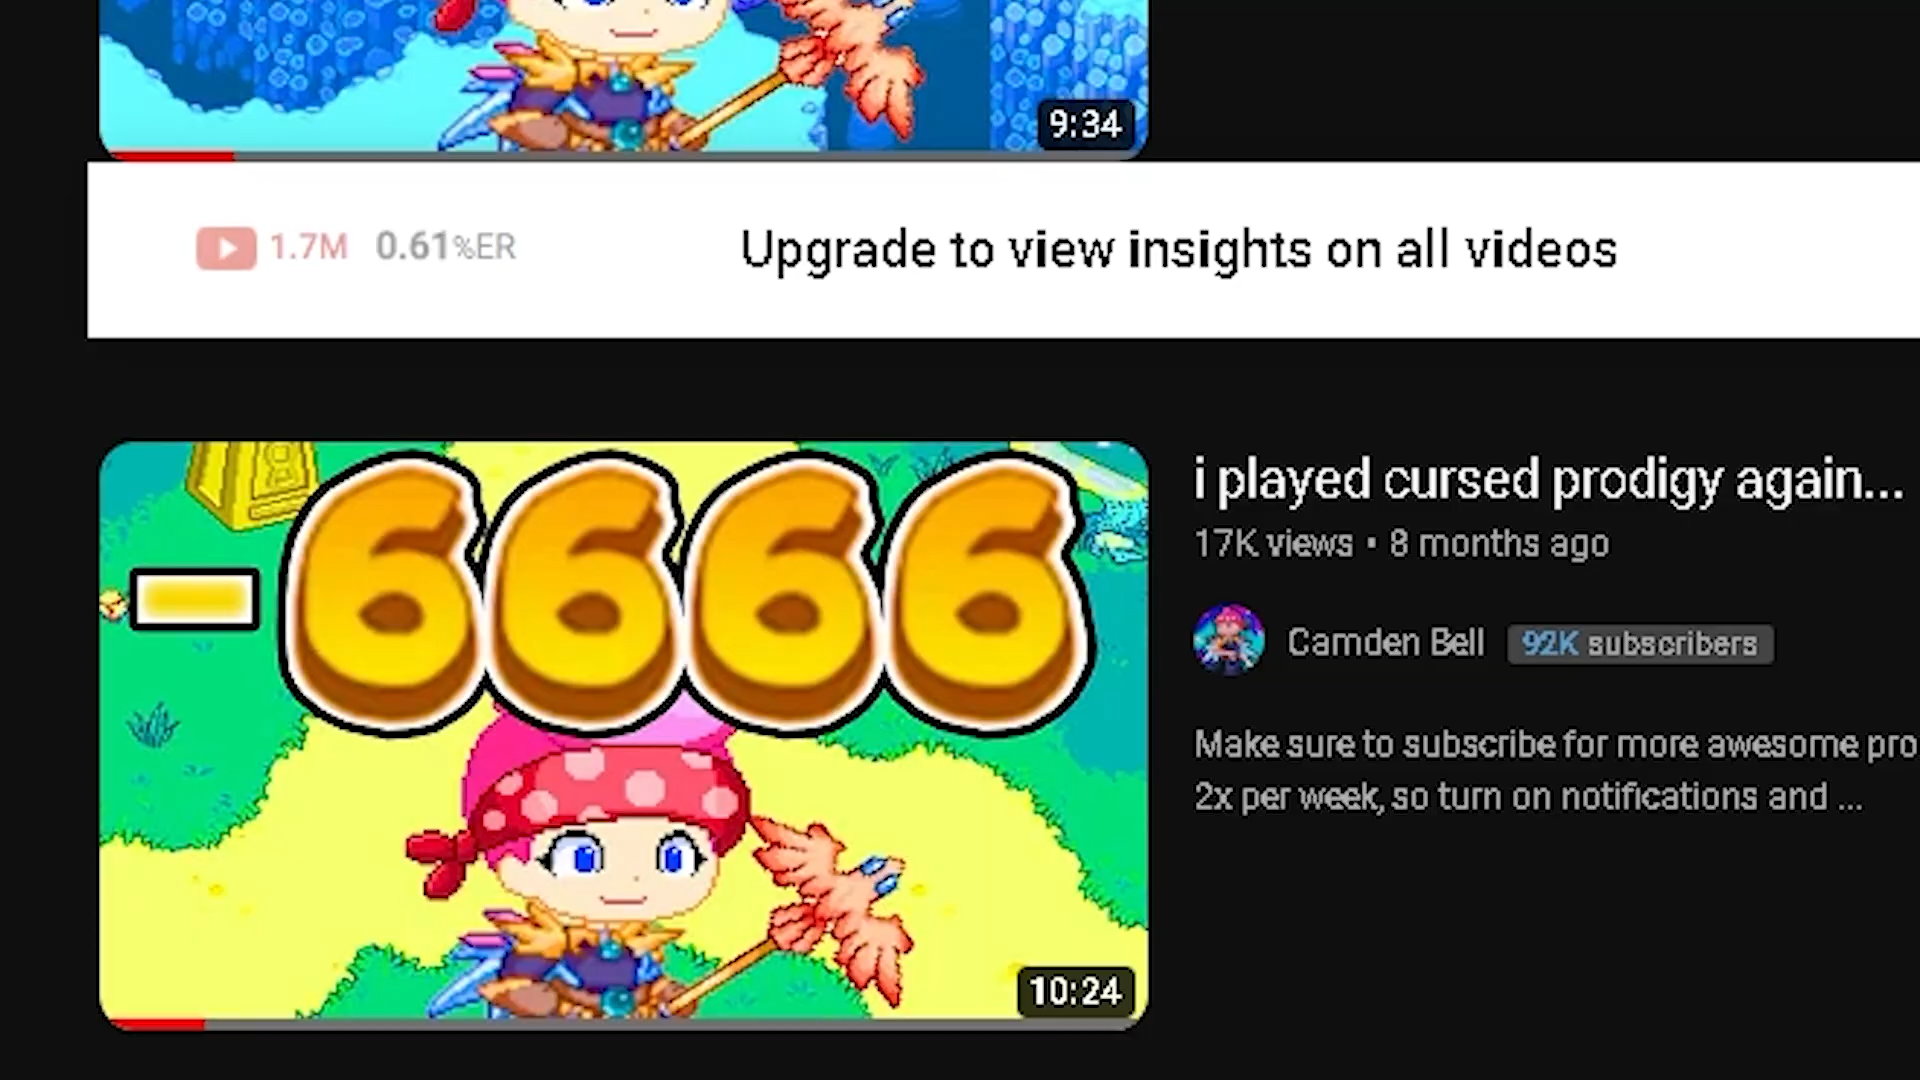 9:34
1.7M 0.61%ER Upgrade to view insights on all videos
-6666
10:24
i played cursed prodigy again...
17K views • 8 months ago
Camden Bell 92K subscribers
Make sure to subscribe for more awesome pro
2x per week, so turn on notifications and ...